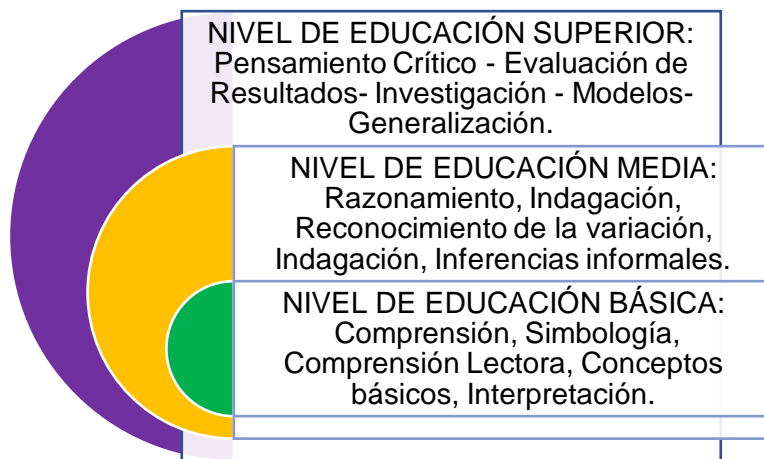 NIVEL DE EDUCACIÓN SUPERIOR:
Pensamiento Crítico - Evaluación de
Resultados- Investigación - Modelos-
Generalización.
NIVEL DE EDUCACIÓN MEDIA:
Razonamiento, Indagación,
Reconocimiento de la variación,
Indagación, Inferencias informales.
NIVEL DE EDUCACIÓN BÁSICA:
Comprensión, Simbología,
Comprensión Lectora, Conceptos
básicos, Interpretación.